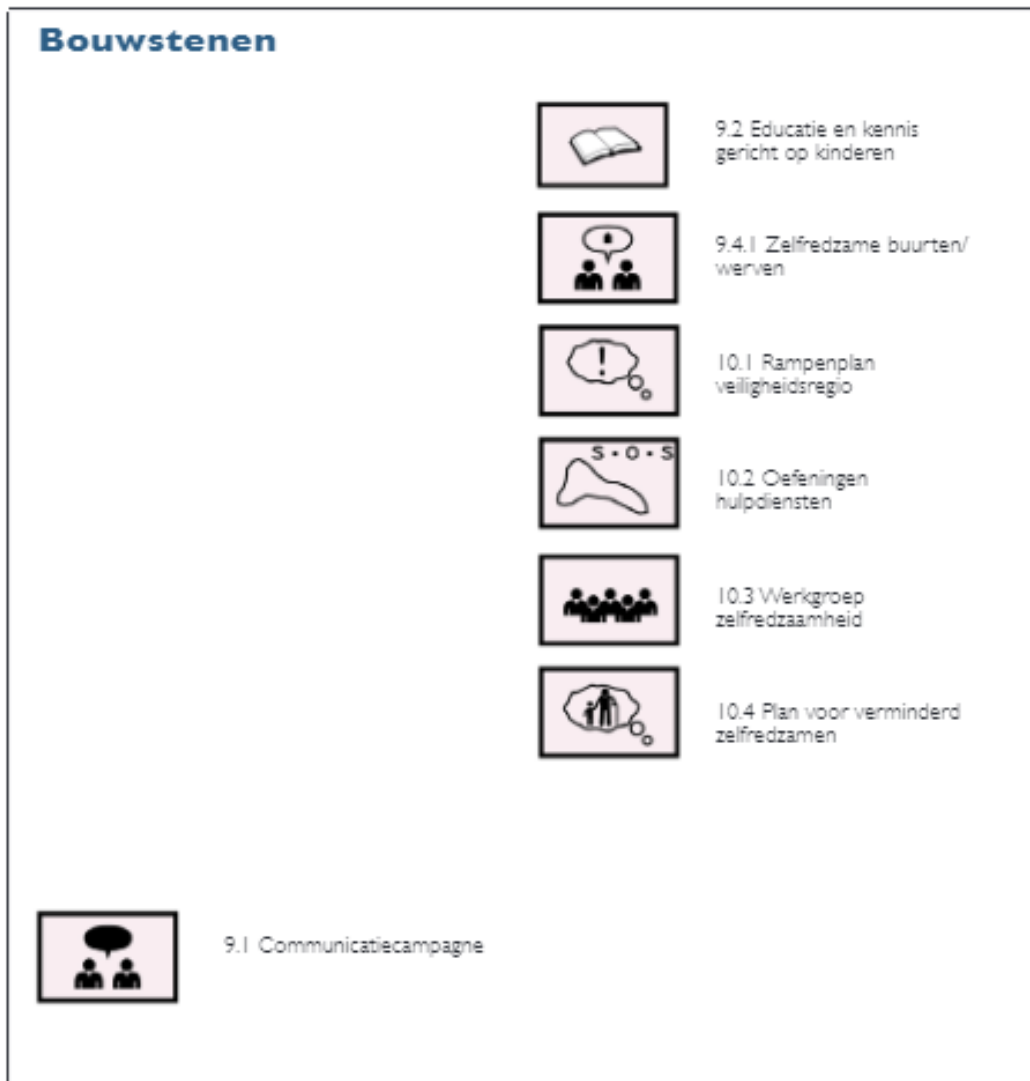 Bouwstenen
9.2 Educatie en kennis
gericht op kinderen
9.4.1 Zelfredzame buurten/
werven
!
10.1 Rampenplan
veiligheidsregio
S - O - S
10.2 Oefeningen
hulpdiensten
10.3 Werkgroep
zelfredzaamheid
10.4 Plan voor verminderd
zelfredzamen
9.1 Communicatiecampagne